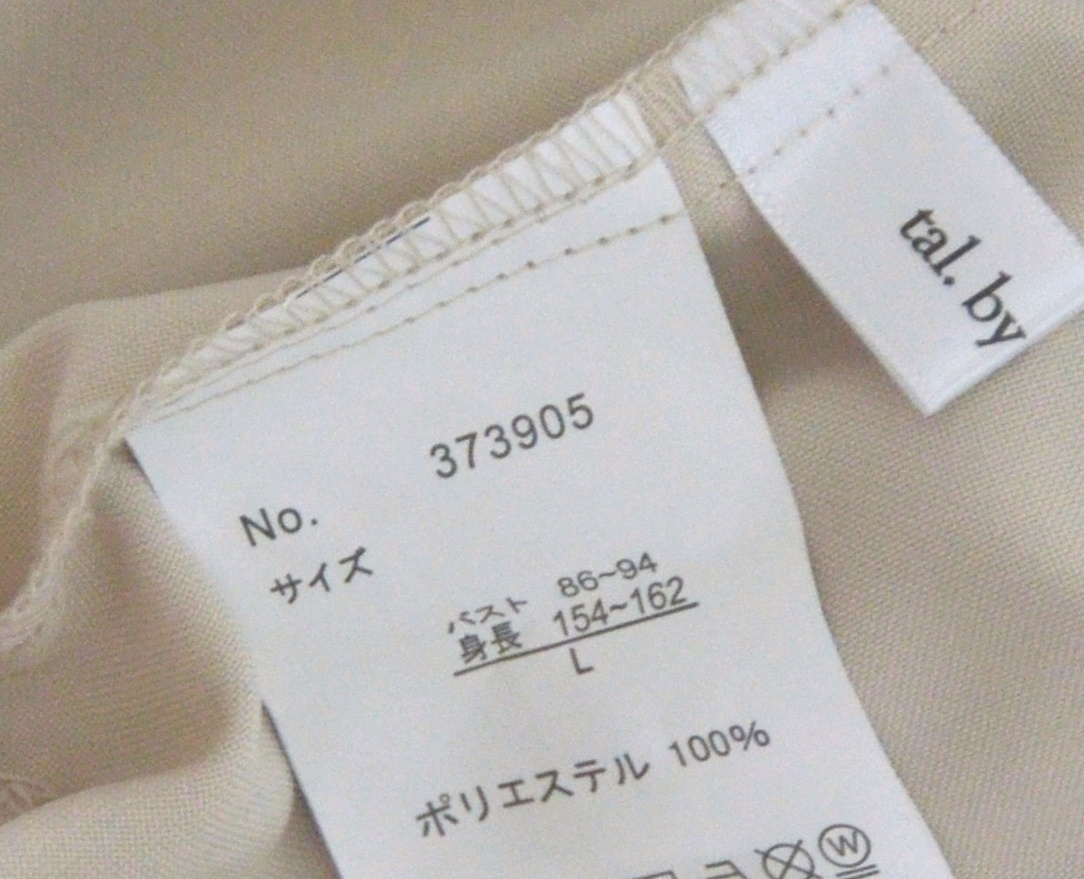 373905
No.
サイズ
バスト 86~94
身長 154~162
L
ポリエステル 100%
W
tal. by